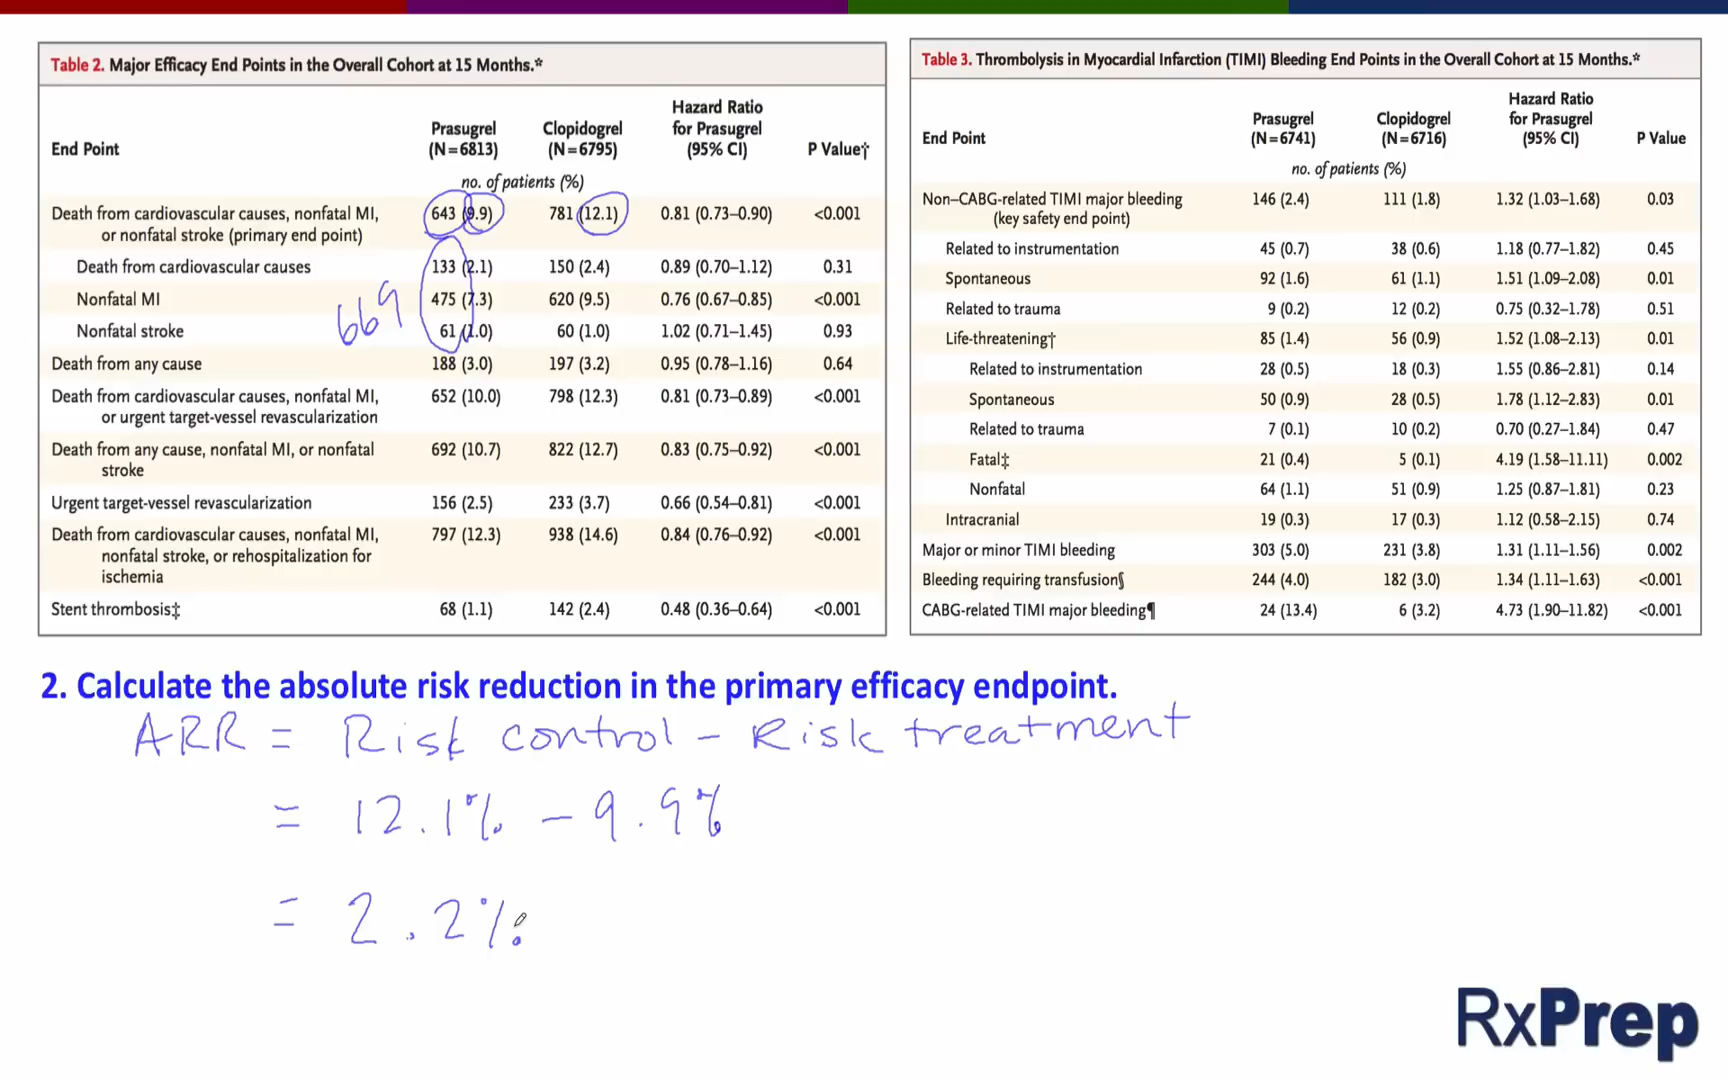 Table 2. Major Efficacy End Points in the Overall Cohort at 15 Months.*
End Point Prasugrel (N=6813) Clopidogrel (N=6795) Hazard Ratio for Prasugrel (95% CI) P Value†
no. of patients (%)
Death from cardiovascular causes, nonfatal MI, or nonfatal stroke (primary end point) 643 (9.9) 781 (12.1) 0.81 (0.73–0.90) <0.001
Death from cardiovascular causes 133 (2.1) 150 (2.4) 0.89 (0.70–1.12) 0.31
Nonfatal MI 475 (7.3) 620 (9.5) 0.76 (0.67–0.85) <0.001
Nonfatal stroke 61 (1.0) 60 (1.0) 1.02 (0.71–1.45) 0.93
669
Death from any cause 188 (3.0) 197 (3.2) 0.95 (0.78–1.16) 0.64
Death from cardiovascular causes, nonfatal MI, or urgent target-vessel revascularization 652 (10.0) 798 (12.3) 0.81 (0.73–0.89) <0.001
Death from any cause, nonfatal MI, or nonfatal stroke 692 (10.7) 822 (12.7) 0.83 (0.75–0.92) <0.001
Urgent target-vessel revascularization 156 (2.5) 233 (3.7) 0.66 (0.54–0.81) <0.001
Death from cardiovascular causes, nonfatal MI, nonfatal stroke, or rehospitalization for ischemia 797 (12.3) 938 (14.6) 0.84 (0.76–0.92) <0.001
Stent thrombosis‡ 68 (1.1) 142 (2.4) 0.48 (0.36–0.64) <0.001
Table 3. Thrombolysis in Myocardial Infarction (TIMI) Bleeding End Points in the Overall Cohort at 15 Months.*
End Point Prasugrel (N=6741) Clopidogrel (N=6716) Hazard Ratio for Prasugrel (95% CI) P Value
no. of patients (%)
Non–CABG-related TIMI major bleeding (key safety end point) 146 (2.4) 111 (1.8) 1.32 (1.03–1.68) 0.03
Related to instrumentation 45 (0.7) 38 (0.6) 1.18 (0.77–1.82) 0.45
Spontaneous 92 (1.6) 61 (1.1) 1.51 (1.09–2.08) 0.01
Related to trauma 9 (0.2) 12 (0.2) 0.75 (0.32–1.78) 0.51
Life-threatening† 85 (1.4) 56 (0.9) 1.52 (1.08–2.13) 0.01
Related to instrumentation 28 (0.5) 18 (0.3) 1.55 (0.86–2.81) 0.14
Spontaneous 50 (0.9) 28 (0.5) 1.78 (1.12–2.83) 0.01
Related to trauma 7 (0.1) 10 (0.2) 0.70 (0.27–1.84) 0.47
Fatal‡ 21 (0.4) 5 (0.1) 4.19 (1.58–11.11) 0.002
Nonfatal 64 (1.1) 51 (0.9) 1.25 (0.87–1.81) 0.23
Intracranial 19 (0.3) 17 (0.3) 1.12 (0.58–2.15) 0.74
Major or minor TIMI bleeding 303 (5.0) 231 (3.8) 1.31 (1.11–1.56) 0.002
Bleeding requiring transfusion§ 244 (4.0) 182 (3.0) 1.34 (1.11–1.63) <0.001
CABG-related TIMI major bleeding¶ 24 (13.4) 6 (3.2) 4.73 (1.90–11.82) <0.001
2. Calculate the absolute risk reduction in the primary efficacy endpoint.
ARR = Risk control – Risk treatment
= 12.1% – 9.9%
= 2.2%
RxPrep